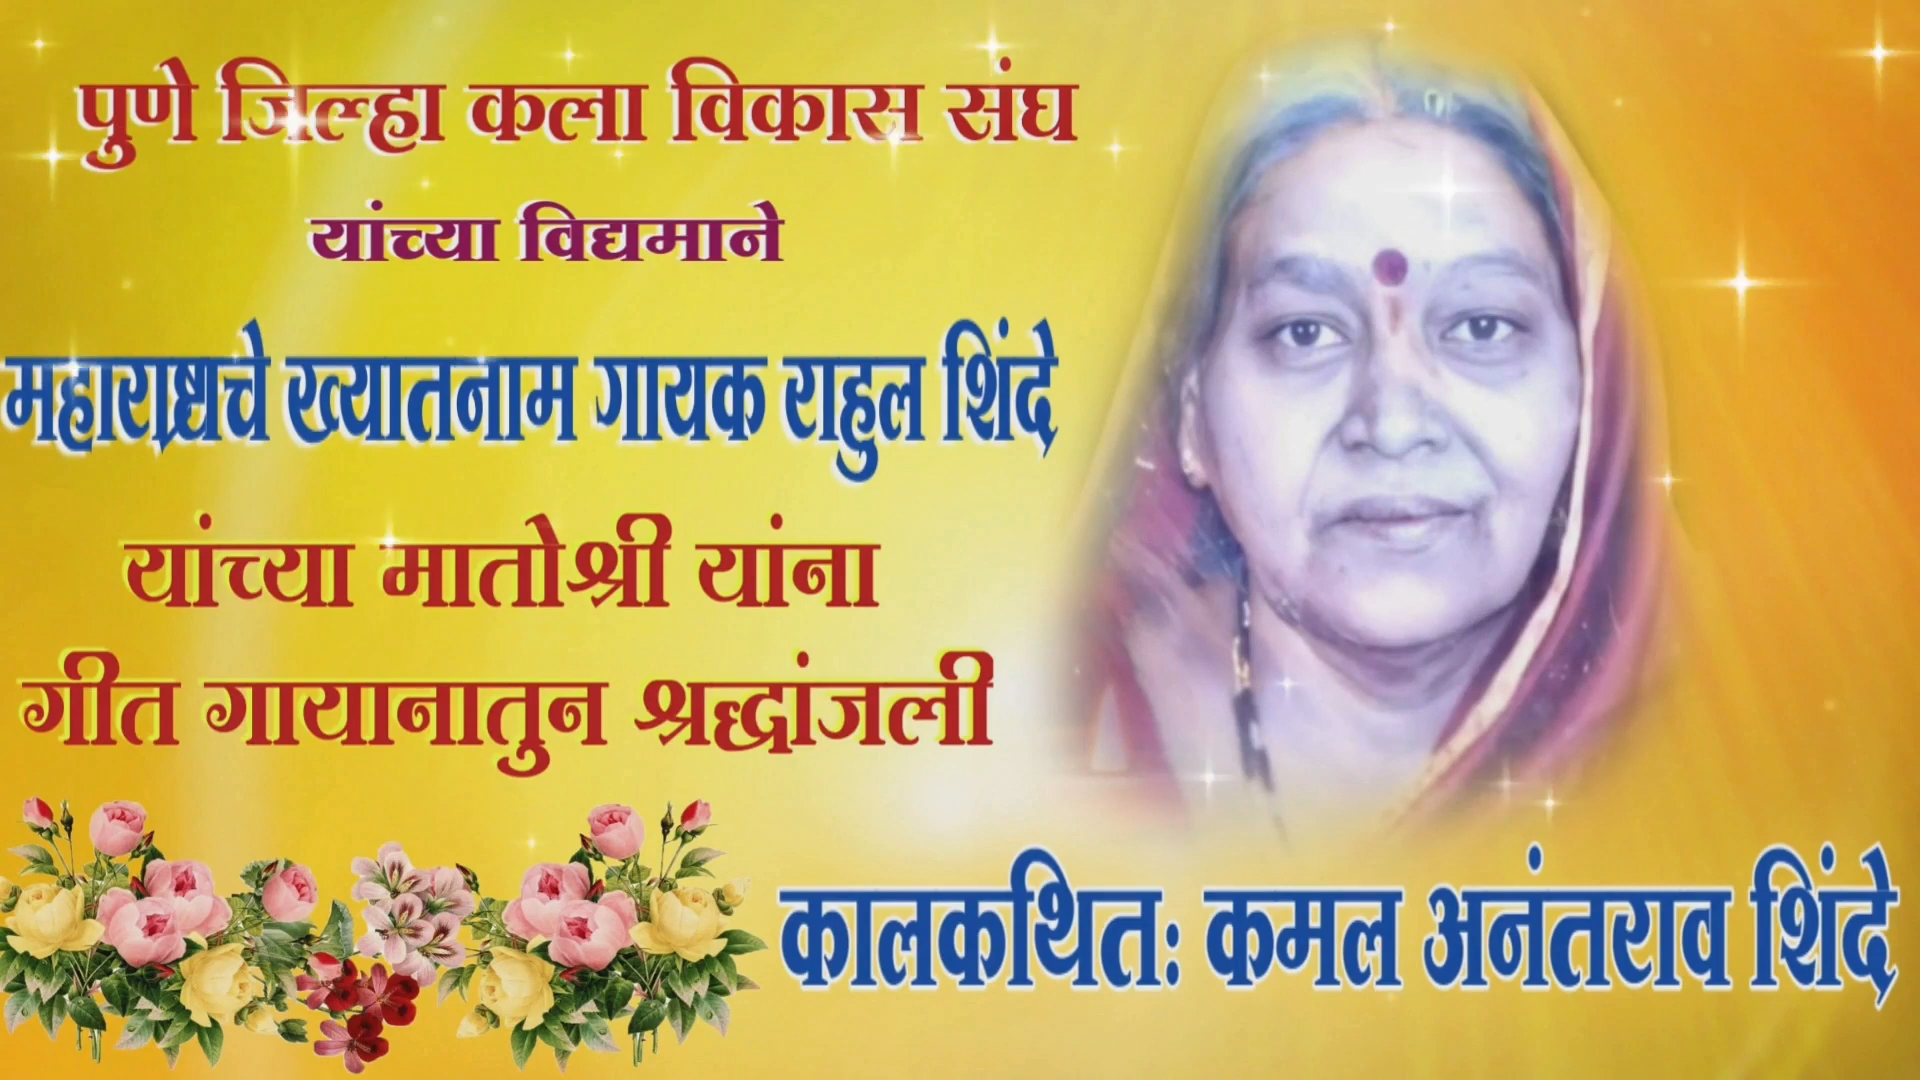 पुणे जिल्हा कला विकास संघ
यांच्या विद्यमाने
महाराष्ट्राचे ख्यातनाम गायक राहुल शिंदे
यांच्या मातोश्री यांना
गीत गायानातुन श्रद्धांजली
कालकथितः कमल अनंतराव शिंदे